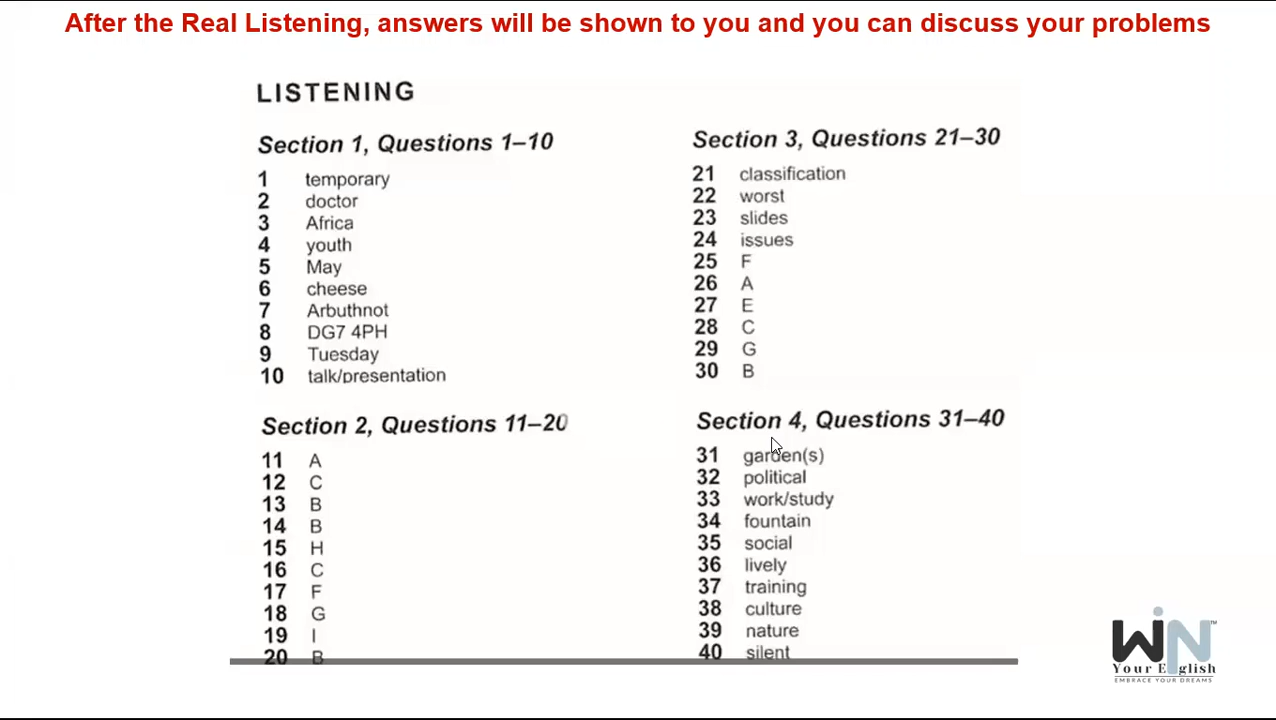 After the Real Listening, answers will be shown to you and you can discuss your problems
LISTENING
Section 1, Questions 1–10
1 temporary
2 doctor
3 Africa
4 youth
5 May
6 cheese
7 Arbuthnot
8 DG7 4PH
9 Tuesday
10 talk/presentation
Section 2, Questions 11–20
11 A
12 C
13 B
14 B
15 H
16 C
17 F
18 G
19 I
20 B
Section 3, Questions 21–30
21 classification
22 worst
23 slides
24 issues
25 F
26 A
27 E
28 C
29 G
30 B
Section 4, Questions 31–40
31 garden(s)
32 political
33 work/study
34 fountain
35 social
36 lively
37 training
38 culture
39 nature
40 silent
WiN™
Your English
EMBRACE YOUR DREAMS